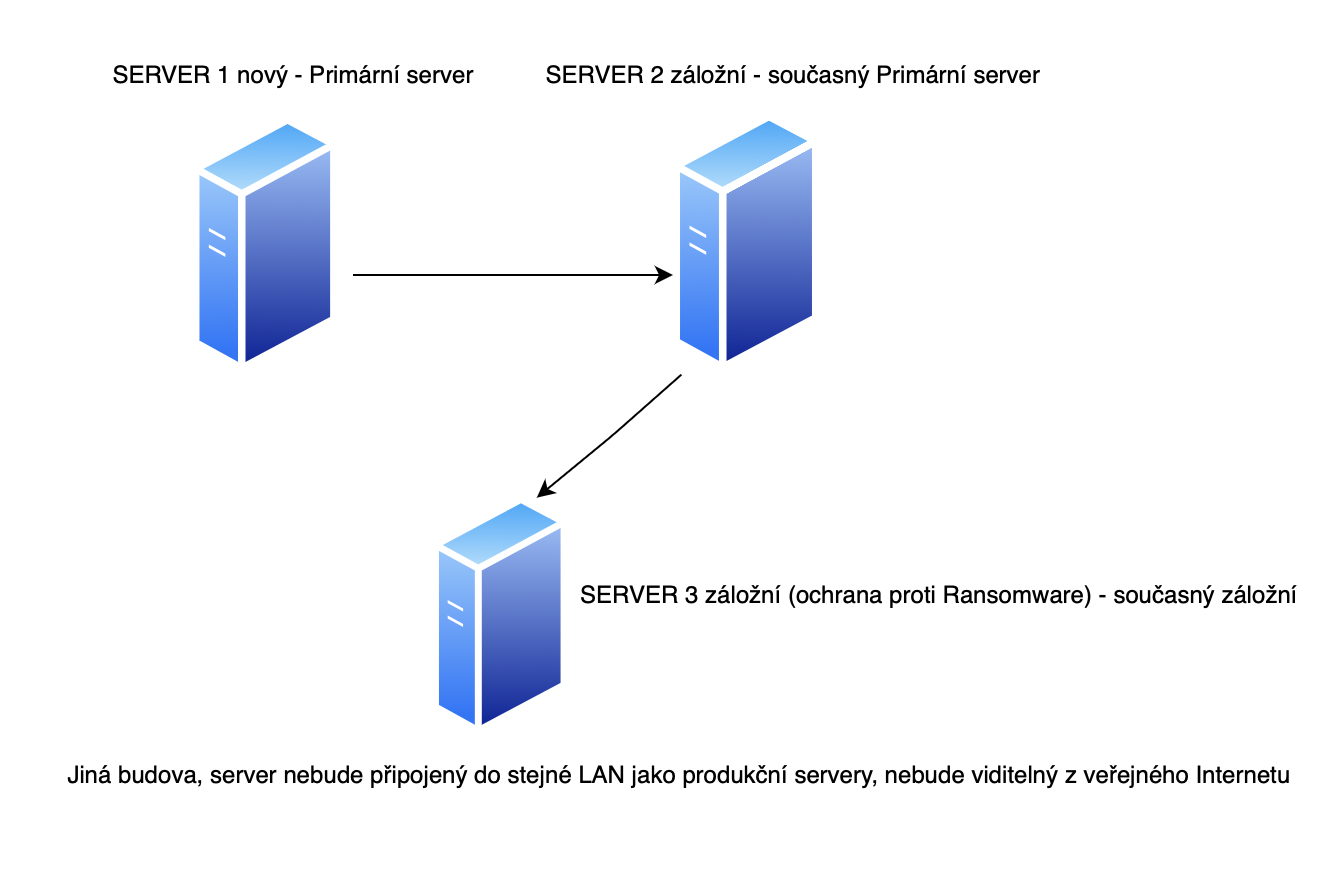 SERVER 1 nový - Primární server
SERVER 2 záložní - současný Primární server
SERVER 3 záložní (ochrana proti Ransomware) - současný záložní
Jiná budova, server nebude připojený do stejné LAN jako produkční servery, nebude viditelný z veřejného Internetu